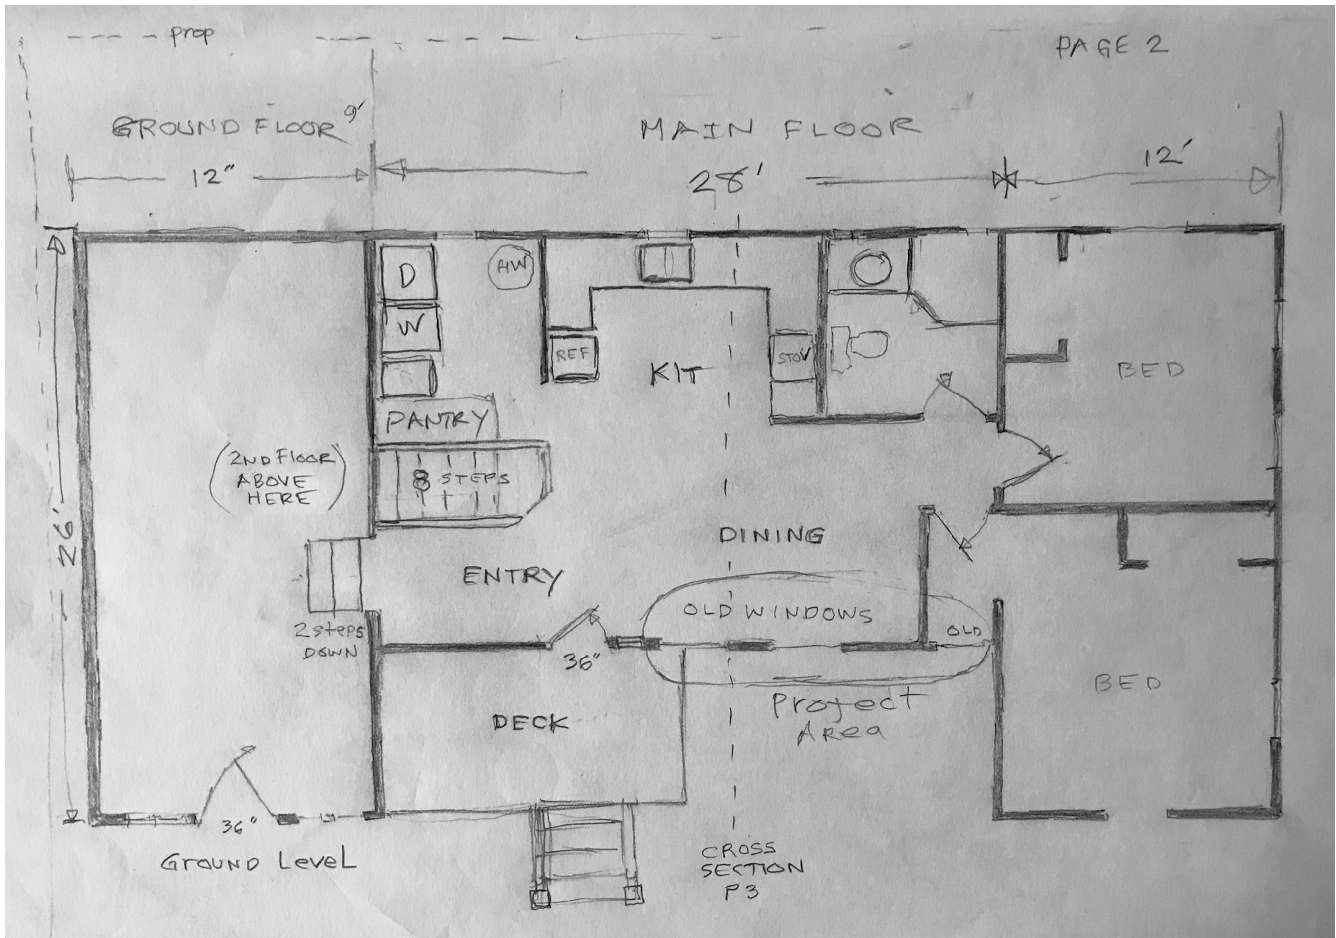 prop
PAGE 2
GROUND FLOOR 9'
MAIN FLOOR
12"
28'
12'
D
HW
W
REF
STOV
KIT
BED
PANTRY
(2ND FLOOR
ABOVE
HERE)
8 STEPS
26'
DINING
ENTRY
OLD WINDOWS
OLD
2 steps
DOWN
36"
BED
Project
Area
DECK
36"
GROUND LEVEL
CROSS
SECTION
P3